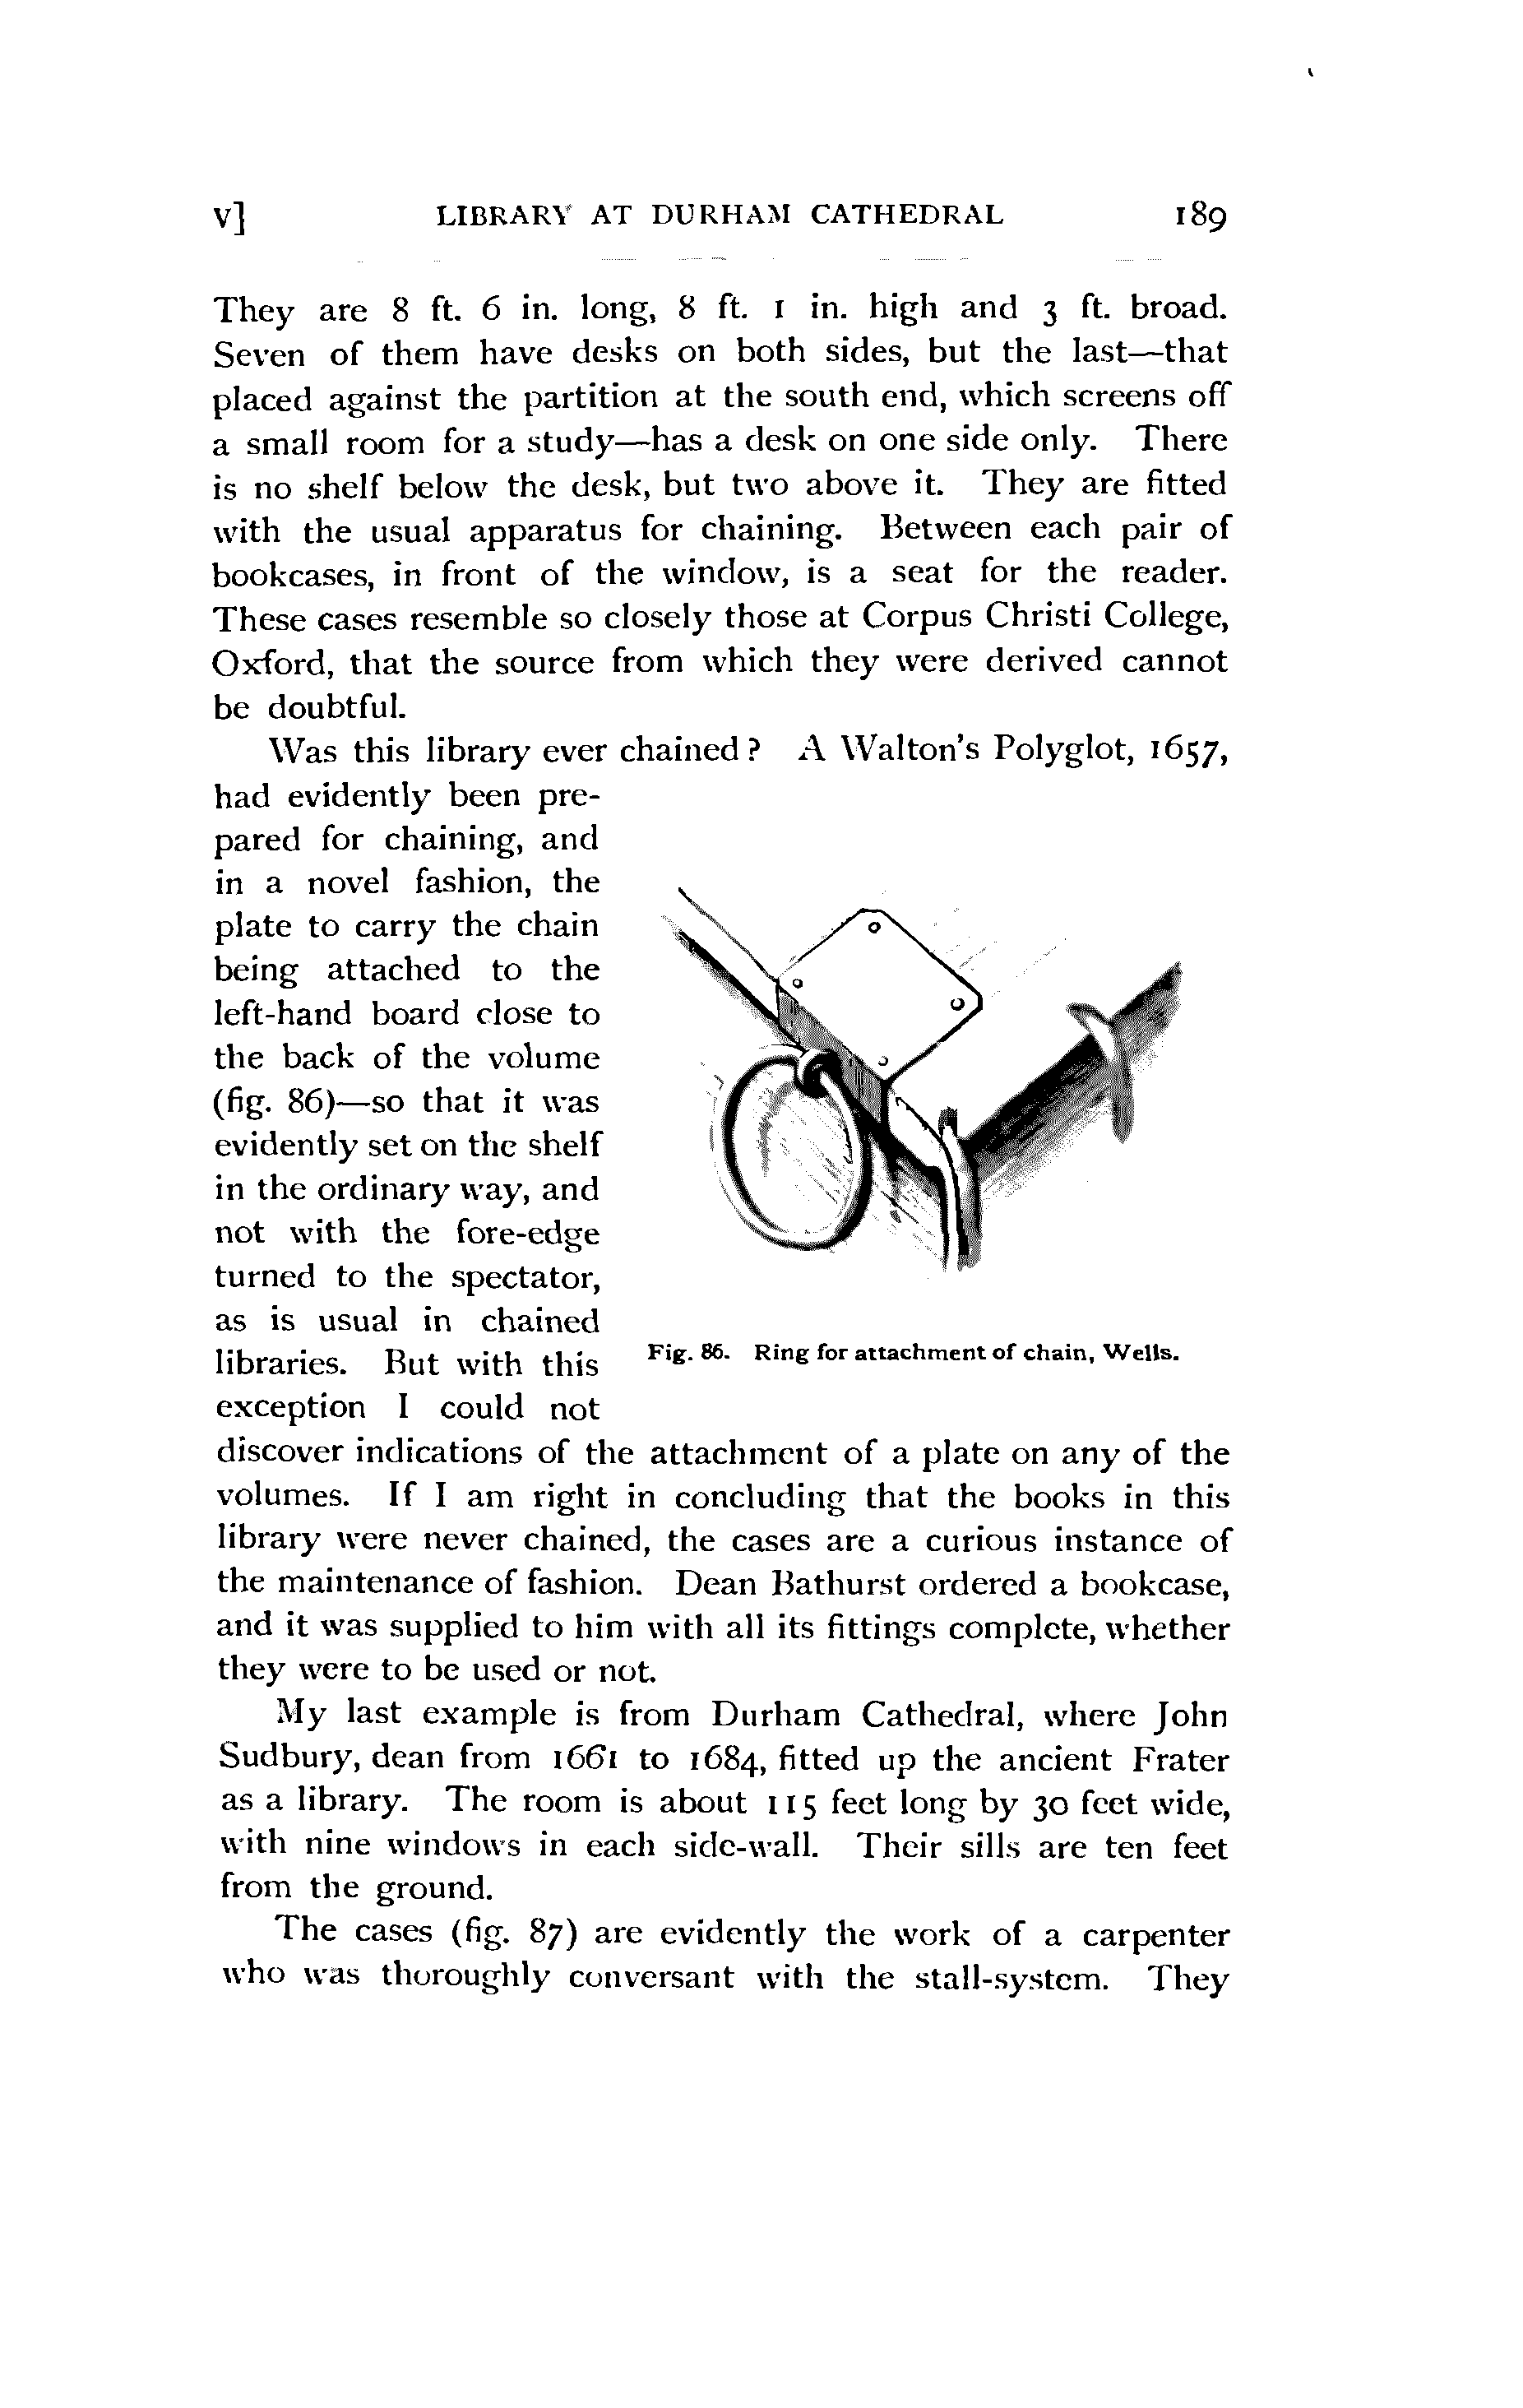 v] LIBRARY AT DURHAM CATHEDRAL 189
They are 8 ft. 6 in. long, 8 ft. 1 in. high and 3 ft. broad.
Seven of them have desks on both sides, but the last—that
placed against the partition at the south end, which screens off
a small room for a study—has a desk on one side only. There
is no shelf below the desk, but two above it. They are fitted
with the usual apparatus for chaining. Between each pair of
bookcases, in front of the window, is a seat for the reader.
These cases resemble so closely those at Corpus Christi College,
Oxford, that the source from which they were derived cannot
be doubtful.
Was this library ever chained? A Walton's Polyglot, 1657,
had evidently been pre-
pared for chaining, and
in a novel fashion, the
plate to carry the chain
being attached to the
left-hand board close to
the back of the volume
(fig. 86)—so that it was
evidently set on the shelf
in the ordinary way, and
not with the fore-edge
turned to the spectator,
as is usual in chained
libraries. But with this
exception I could not
Fig. 86. Ring for attachment of chain, Wells.
discover indications of the attachment of a plate on any of the
volumes. If I am right in concluding that the books in this
library were never chained, the cases are a curious instance of
the maintenance of fashion. Dean Bathurst ordered a bookcase,
and it was supplied to him with all its fittings complete, whether
they were to be used or not.
My last example is from Durham Cathedral, where John
Sudbury, dean from 1661 to 1684, fitted up the ancient Frater
as a library. The room is about 115 feet long by 30 feet wide,
with nine windows in each side-wall. Their sills are ten feet
from the ground.
The cases (fig. 87) are evidently the work of a carpenter
who was thoroughly conversant with the stall-system. They